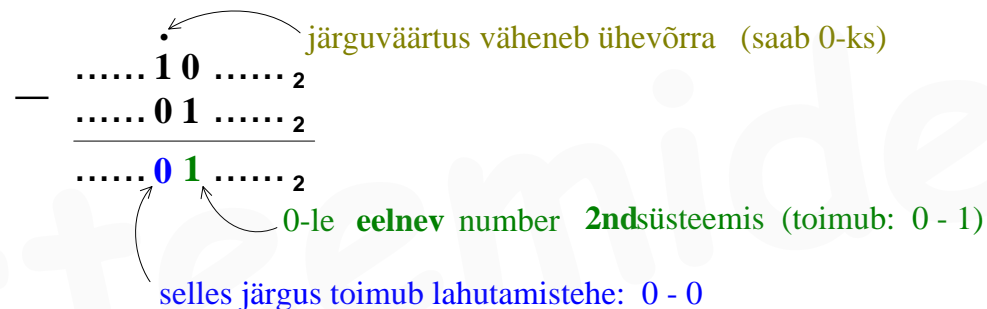 järguväärtus väheneb ühevõrra (saab 0-ks)
...... 1 0 ...... 2
— ...... 0 1 ...... 2
...... 0 1 ...... 2
0-le eelnev number 2ndsüsteemis (toimub: 0 - 1)
selles järgus toimub lahutamistehe: 0 - 0
teemide